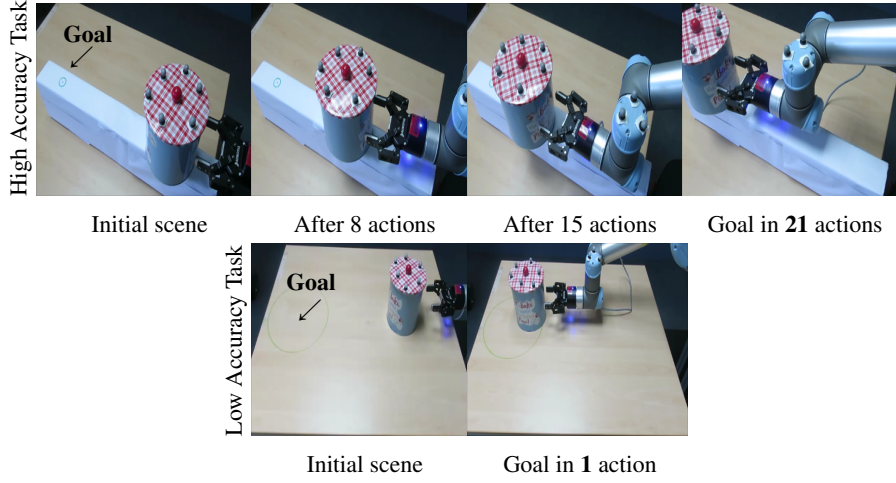 High Accuracy Task
Goal
Initial scene
After 8 actions
After 15 actions
Goal in 21 actions
Low Accuracy Task
Goal
Initial scene
Goal in 1 action